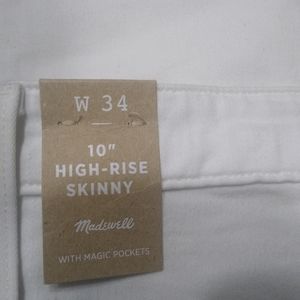 W 34
10"
HIGH-RISE
SKINNY
Madewell
WITH MAGIC POCKETS